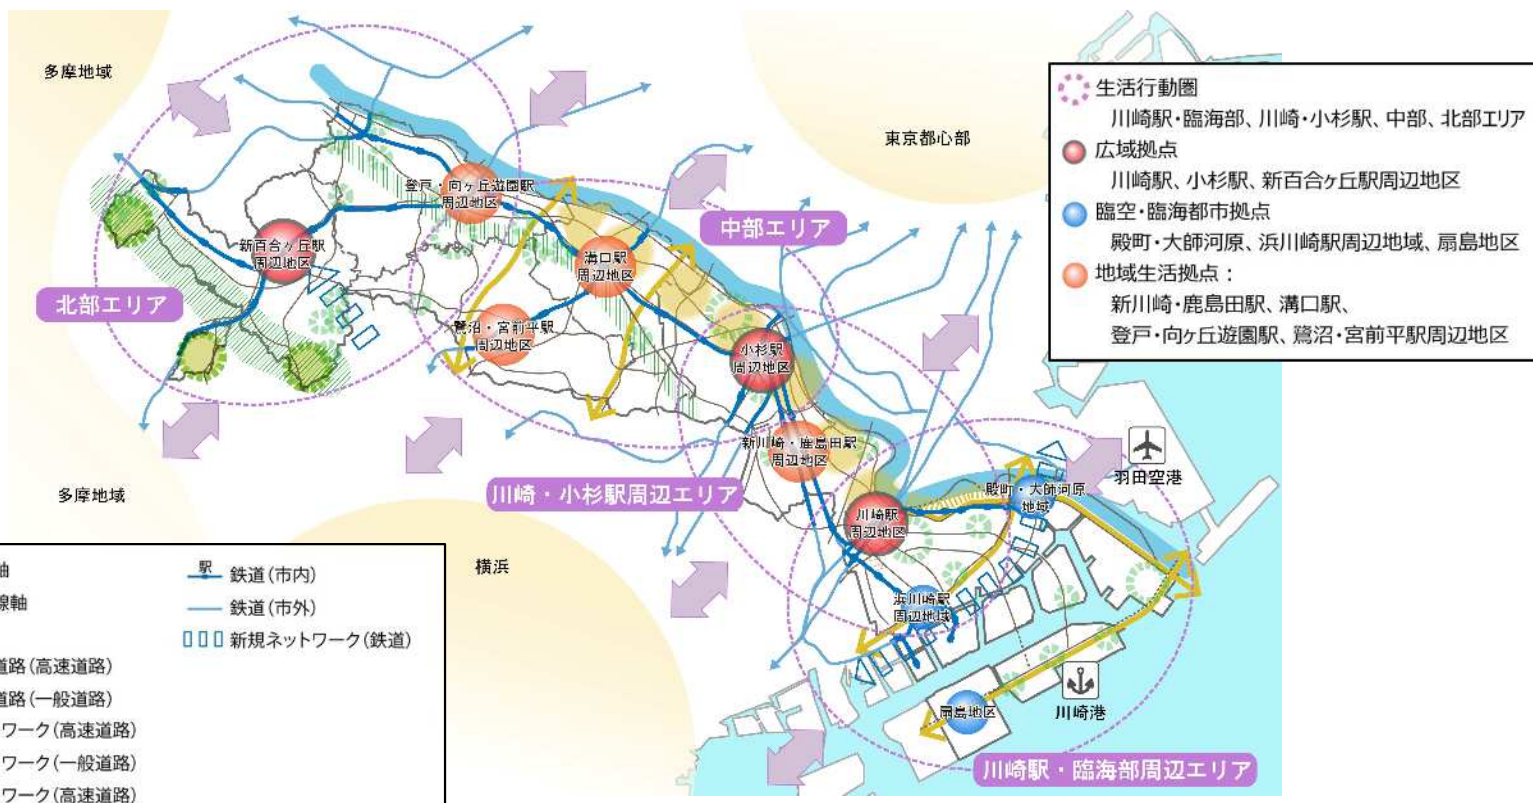 多摩地域
東京都心部
生活行動圏
川崎駅・臨海部、川崎・小杉駅、中部、北部エリア
広域拠点
川崎駅、小杉駅、新百合ヶ丘駅周辺地区
臨空・臨海都市拠点
殿町・大師河原、浜川崎駅周辺地域、扇島地区
地域生活拠点：
新川崎・鹿島田駅、溝口駅、
登戸・向ヶ丘遊園駅、鷺沼・宮前平駅周辺地区
登戸・向ヶ丘遊園駅
周辺地区
中部エリア
新百合ヶ丘駅
周辺地区
溝口駅
周辺地区
北部エリア
鷺沼・宮前平駅
周辺地区
小杉駅
周辺地区
新川崎・鹿島田駅
周辺地区
川崎・小杉駅周辺エリア
羽田空港
殿町・大師河原
地域
川崎駅
周辺地区
多摩地域
横浜
浜川崎駅
周辺地域
扇島地区
川崎港
川崎駅・臨海部周辺エリア
軸
線軸
道路（高速道路）
道路（一般道路）
ワーク（高速道路）
ワーク（一般道路）
ワーク（高速道路）
駅
鉄道（市内）
鉄道（市外）
新規ネットワーク（鉄道）